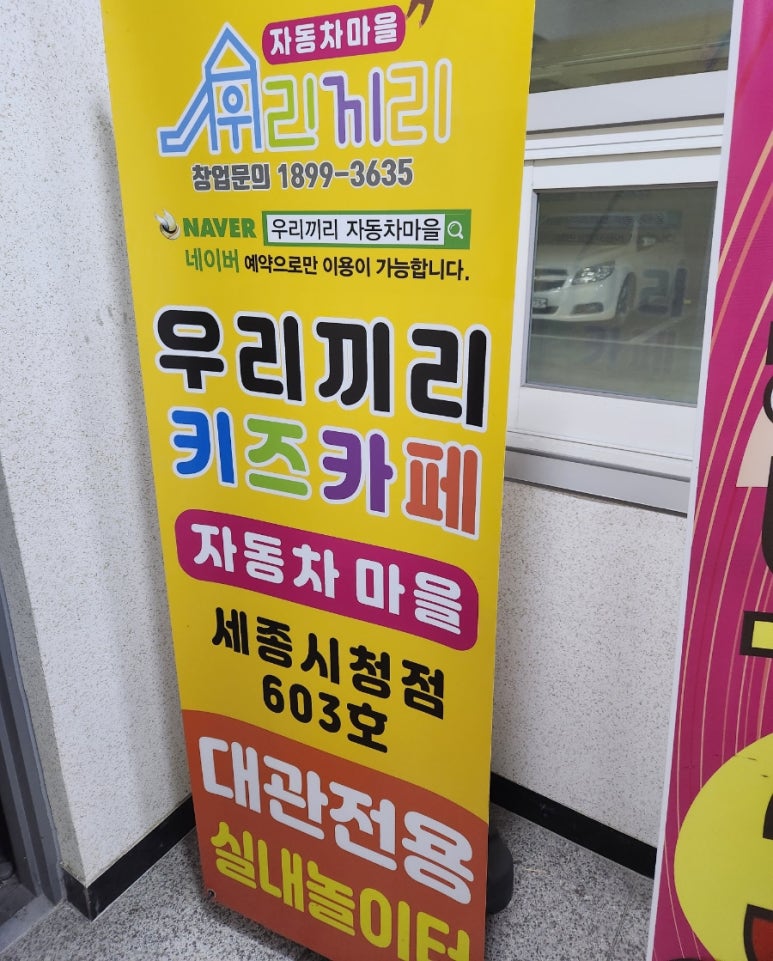 자동차마을
위린끼리
창업문의 1899-3635
NAVER 우리끼리 자동차마을
네이버 예약으로만 이용이 가능합니다.
우리끼리
키즈카페
자동차 마을
세종시청점
603호
대관전용
실내놀이터